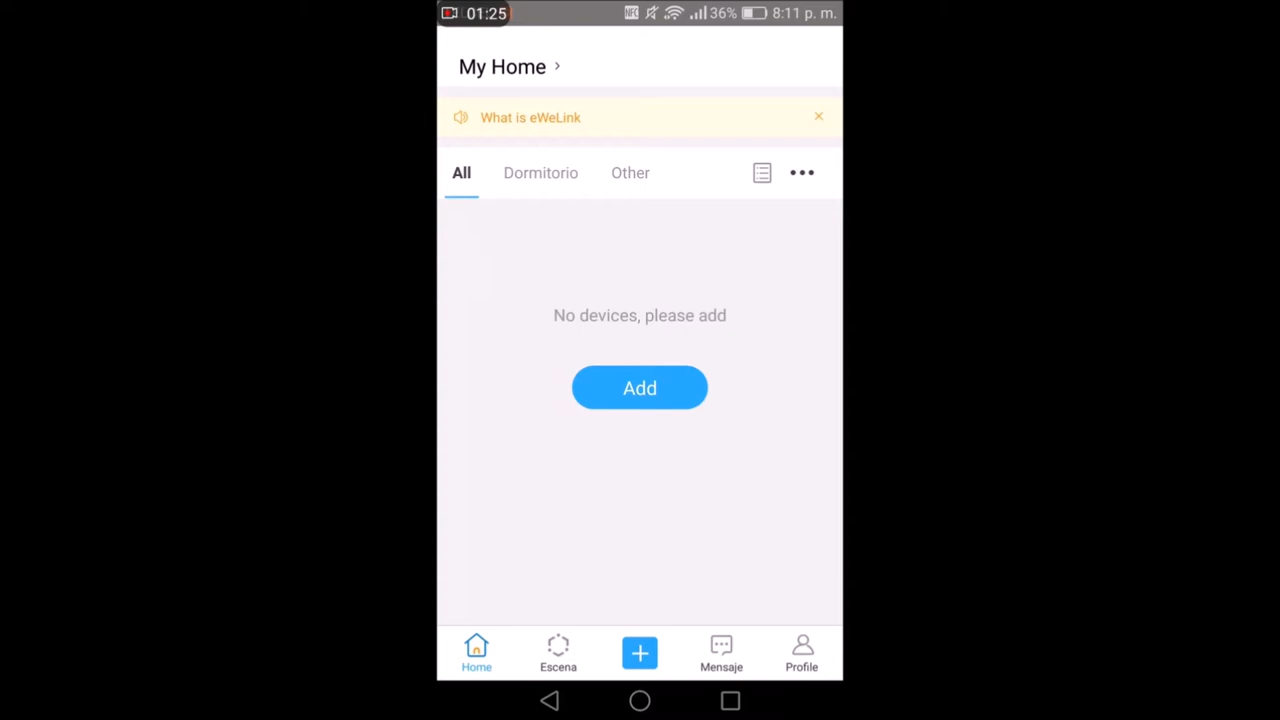 01:25 NFC 36% 8:11 p. m.
My Home
What is eWeLink
All Dormitorio Other
No devices, please add
Add
Home Escena Mensaje Profile